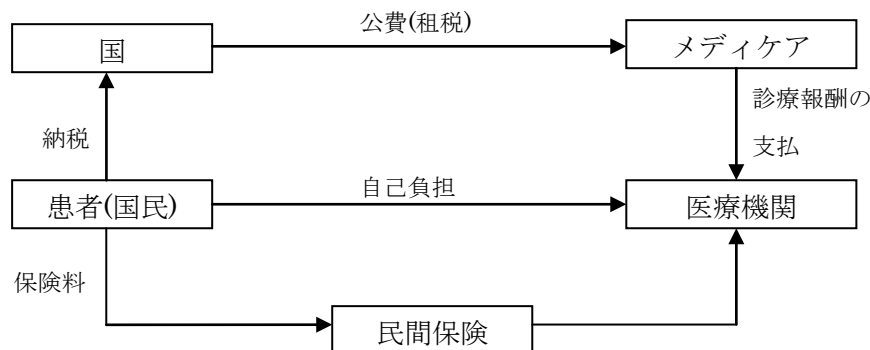 公費(租税)
国
メディケア
納税
診療報酬の
支払
自己負担
患者(国民)
医療機関
保険料
民間保険